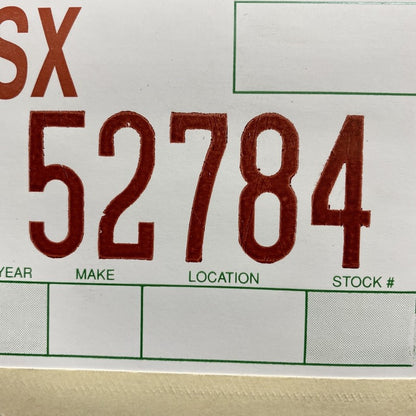 SX
52784
YEAR MAKE LOCATION STOCK #